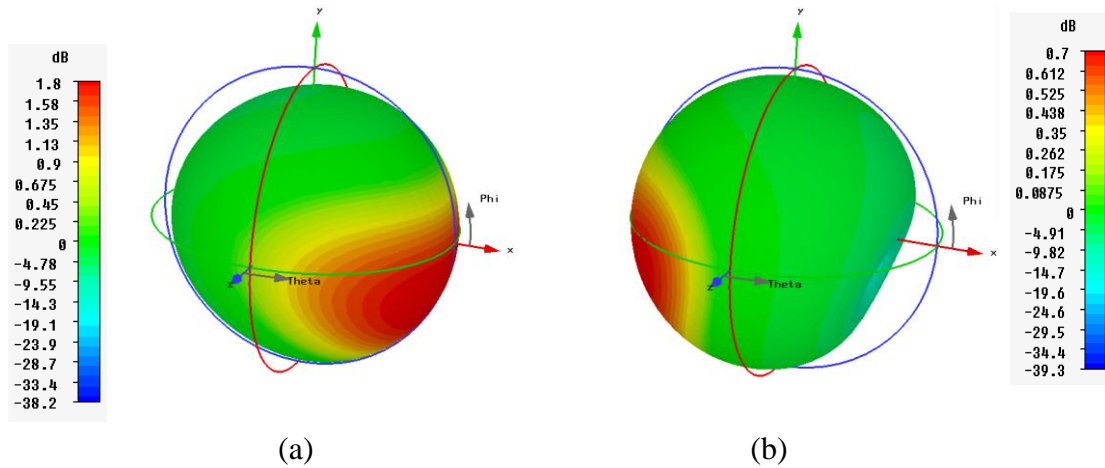 dB
1.8
1.58
1.35
1.13
0.9
0.675
0.45
0.225
0
-4.78
-9.55
-14.3
-19.1
-23.9
-28.7
-33.4
-38.2
y
Phi
x
Theta
z
(a)
y
Phi
x
Theta
z
(b)
dB
0.7
0.612
0.525
0.438
0.35
0.262
0.175
0.0875
0
-4.91
-9.82
-14.7
-19.6
-24.6
-29.5
-34.4
-39.3